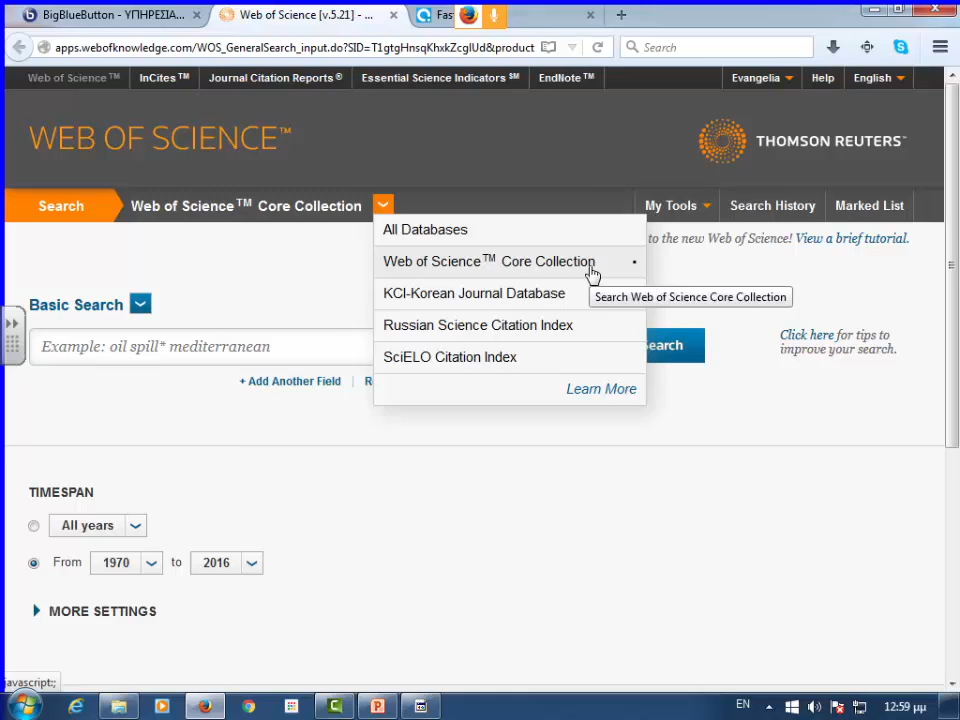 BigBlueButton - ΥΠΗΡΕΣΙΑ...
Web of Science [v.5.21] - ...
Fas
apps.webofknowledge.com/WOS_GeneralSearch_input.do?SID=T1gtgHnsqKhxkZcglUd&product
Search
Web of Science™
InCites™
Journal Citation Reports®
Essential Science Indicators℠
EndNote™
Evangelia
Help
English
WEB OF SCIENCE™
THOMSON REUTERS™
Search
Web of Science™ Core Collection
My Tools
Search History
Marked List
All Databases
to the new Web of Science! View a brief tutorial.
Web of Science™ Core Collection
KCI-Korean Journal Database
Search Web of Science Core Collection
Basic Search
Russian Science Citation Index
Example: oil spill* mediterranean
earch
Click here for tips to
improve your search.
SciELO Citation Index
+ Add Another Field | R
Learn More
TIMESPAN
All years
From 1970 to 2016
MORE SETTINGS
javascript:;
EN
12:59 μμ